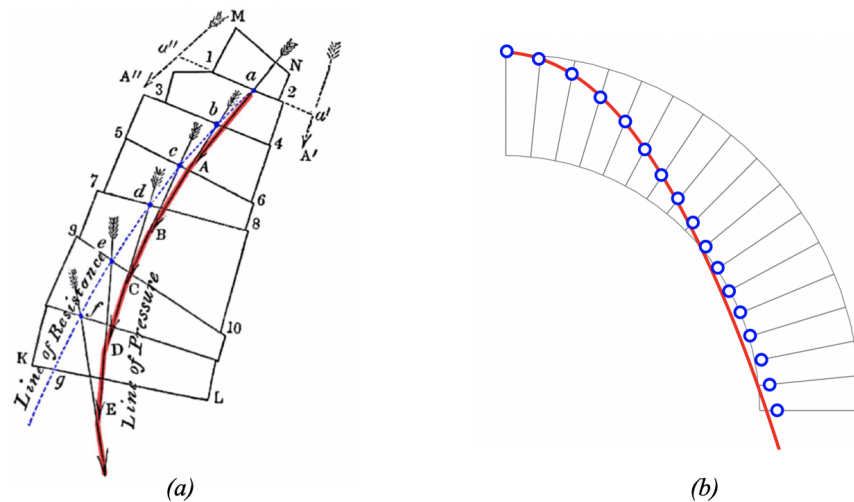 M
a"
1
a
N
A"
3
2
b
a'
5
4
c
A
A'
7
6
d
B
8
9
e
C
f
10
D
K
g
L
E
Line of Resistance
Line of Pressure
(a)
(b)